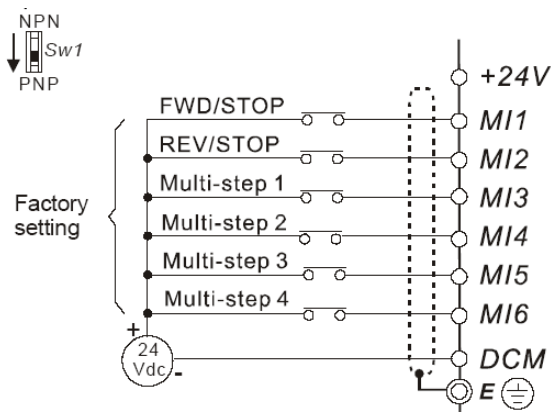 NPN
Sw1
PNP
+24V
FWD/STOP
MI1
REV/STOP
MI2
Multi-step 1
MI3
Factory
setting
Multi-step 2
MI4
Multi-step 3
MI5
Multi-step 4
MI6
+
24
Vdc
-
DCM
E